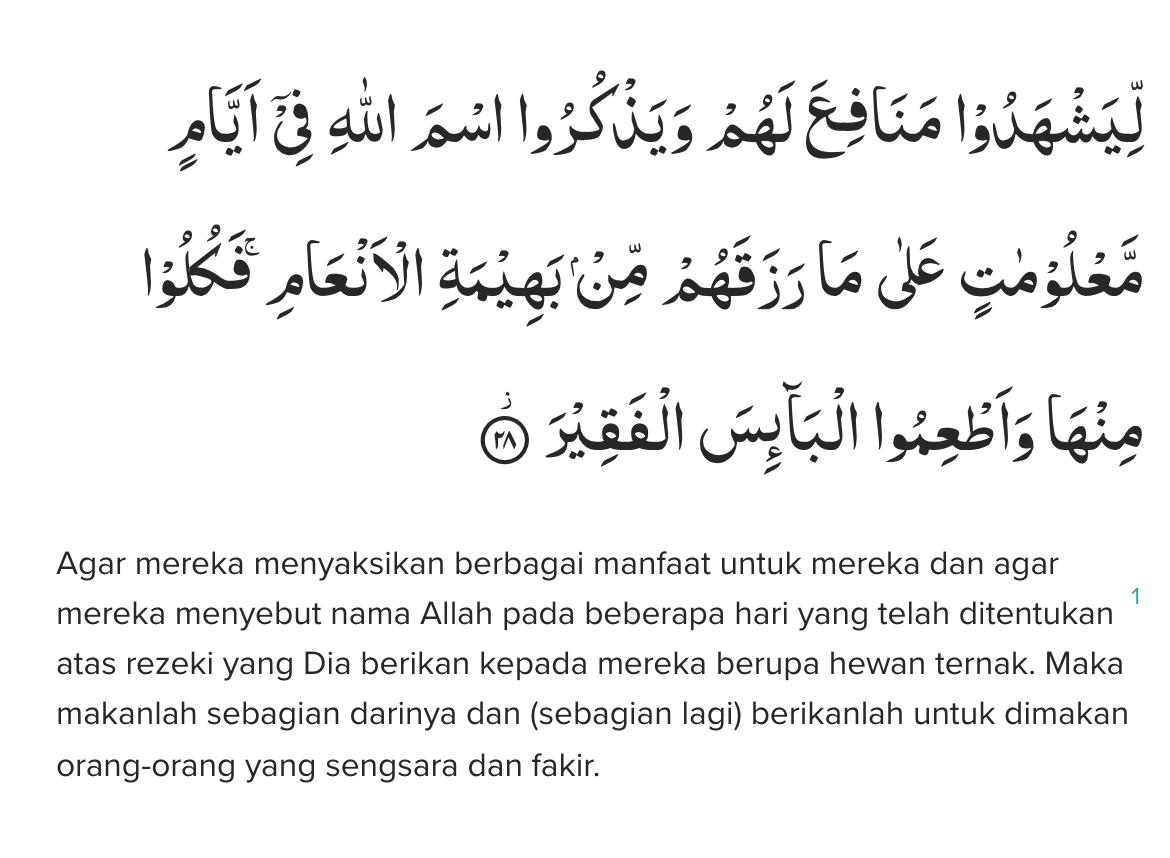 لِّيَشْهَدُوْا مَنَافِعَ لَهُمْ وَيَذْكُرُوا اسْمَ اللّٰهِ فِيْٓ اَيَّامٍ
مَّعْلُوْمٰتٍ عَلٰى مَا رَزَقَهُمْ مِّنْۢ بَهِيْمَةِ الْاَنْعَامِۚ فَكُلُوْا
مِنْهَا وَاَطْعِمُوا الْبَاۤىِٕسَ الْفَقِيْرَ ۖ ٢٨
Agar mereka menyaksikan berbagai manfaat untuk mereka dan agar
mereka menyebut nama Allah pada beberapa hari yang telah ditentukan 1
atas rezeki yang Dia berikan kepada mereka berupa hewan ternak. Maka
makanlah sebagian darinya dan (sebagian lagi) berikanlah untuk dimakan
orang-orang yang sengsara dan fakir.